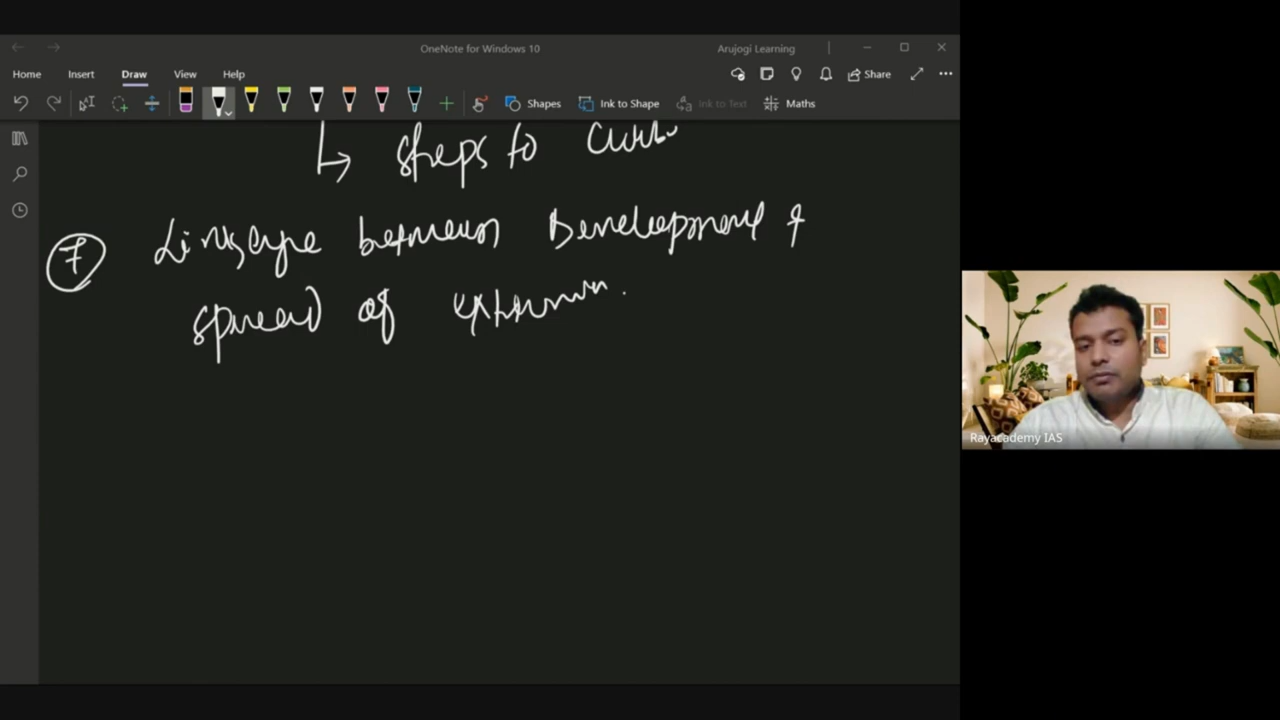 OneNote for Windows 10
Arujogi Learning
Home Insert Draw View Help
Share
Shapes Ink to Shape Ink to Text Maths
↳ steps to curb
7 Linkage between Development &
spread of extremism.
Rayacademy IAS